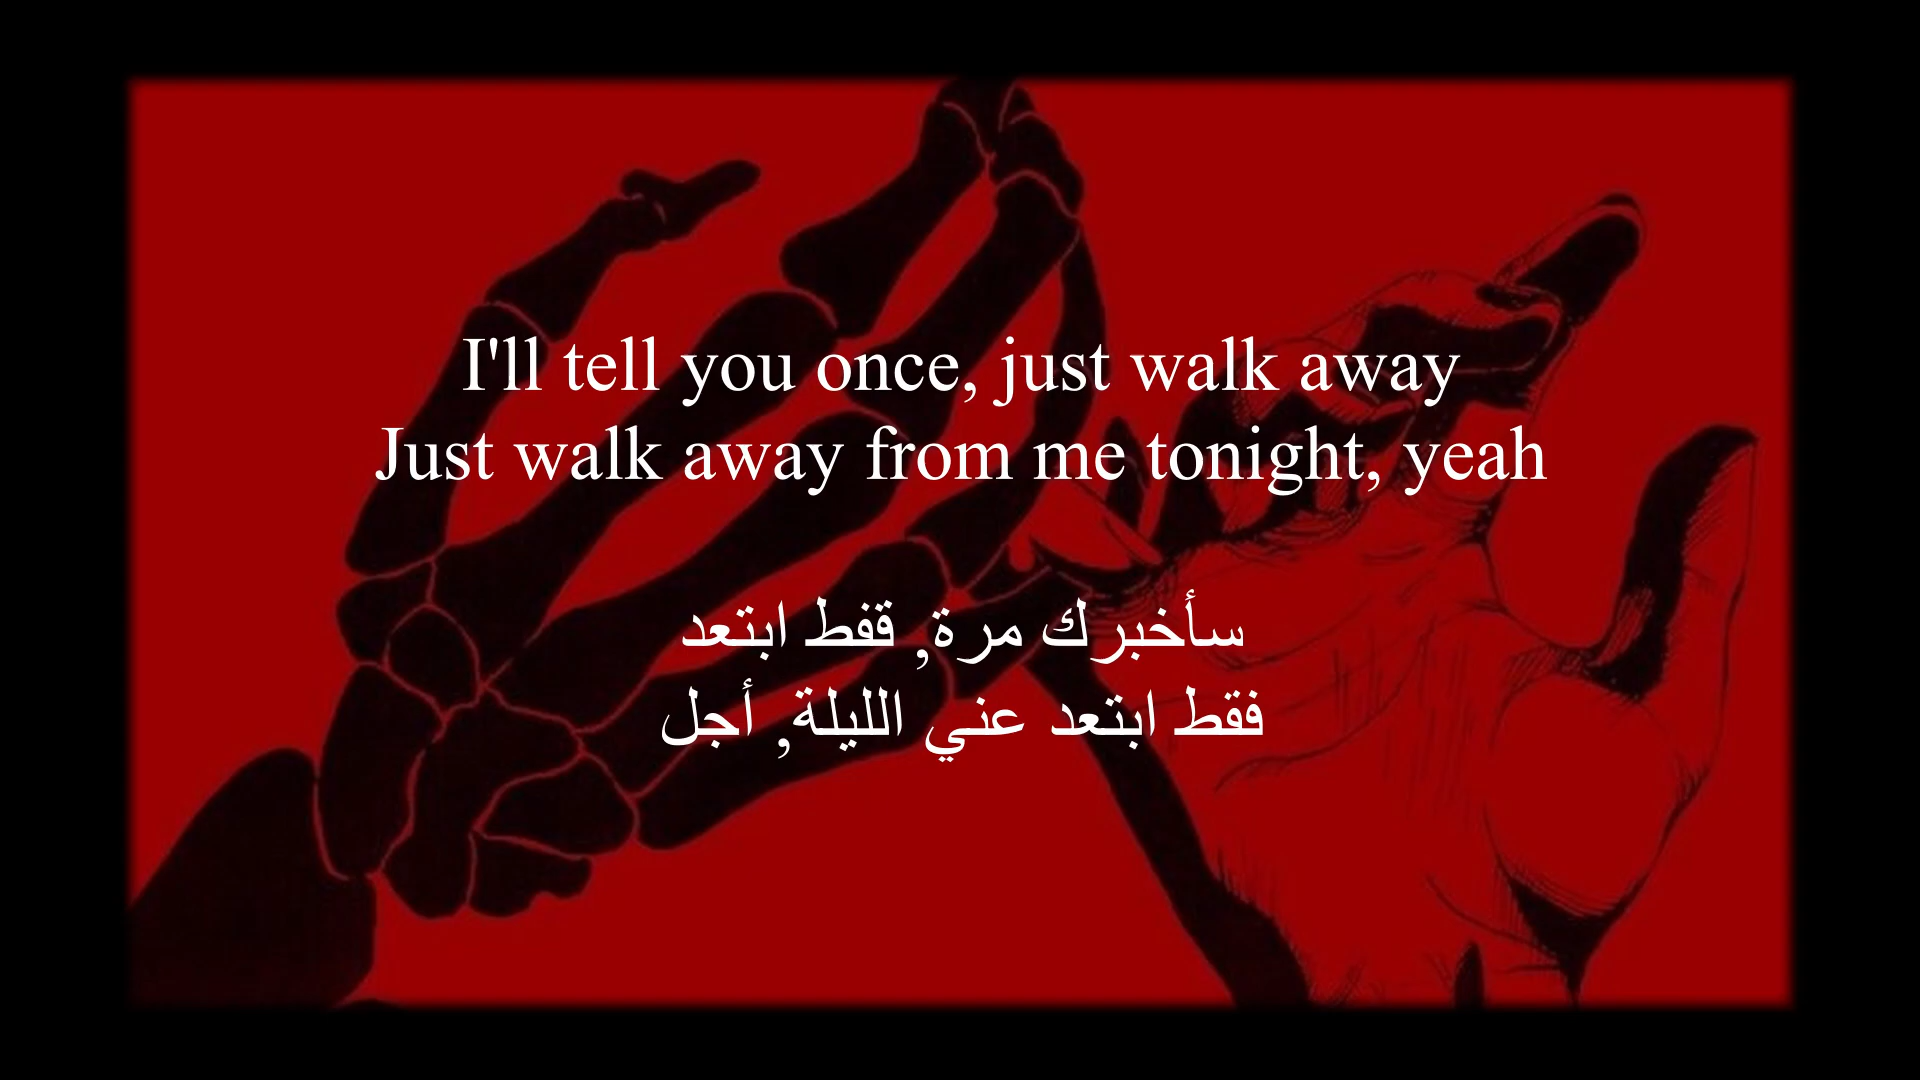 I'll tell you once, just walk away
Just walk away from me tonight, yeah
سأخبرك مرة, قفط ابتعد
فقط ابتعد عني الليلة, أجل